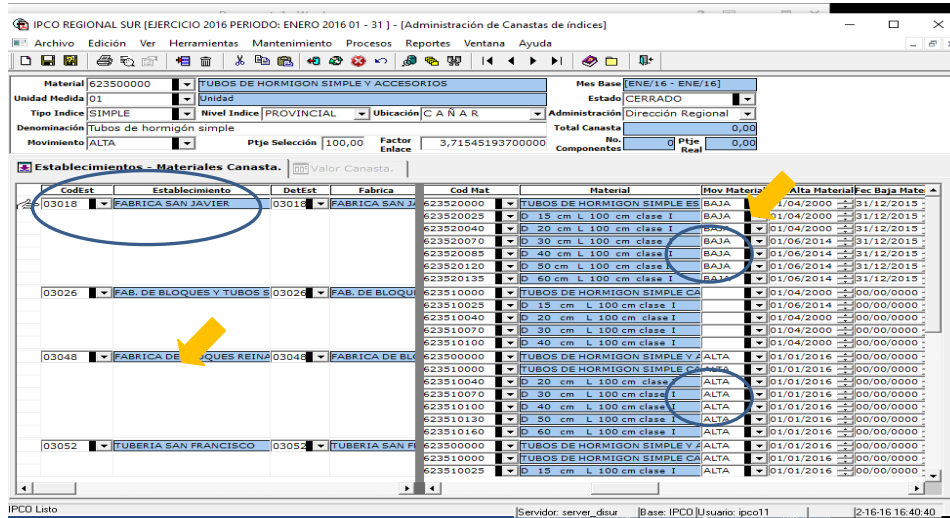 IPCO REGIONAL SUR [EJERCICIO 2016 PERIODO: ENERO 2016 01 - 31 ] - [Administración de Canastas de índices]
Archivo Edición Ver Herramientas Mantenimiento Procesos Reportes Ventana Ayuda
Material 623500000 TUBOS DE HORMIGON SIMPLE Y ACCESORIOS Mes Base [ENE/16 - ENE/16]
Unidad Medida 01 Unidad Estado CERRADO
Tipo Indice SIMPLE Nivel Indice PROVINCIAL Ubicación C A Ñ A R Administración Dirección Regional
Denominación Tubos de hormigón simple Total Canasta 0,00
Movimiento ALTA Ptje Selección 100,00 Factor Enlace 3,71545193700000 No. Componentes 0 Ptje Real 0,00
Establecimientos - Materiales Canasta. Valor Canasta.
CodEst Establecimiento DetEst Fabrica Cod Mat Material Mov Material Alta Material Fec Baja Mate
03018 FABRICA SAN JAVIER 03018 FABRICA SAN JA 623520000 TUBOS DE HORMIGON SIMPLE ES BAJA 01/04/2000 31/12/2015
623520025 D 15 cm L 100 cm clase I BAJA 01/04/2000 31/12/2015
623520040 D 20 cm L 100 cm clase I BAJA 01/04/2000 31/12/2015
623520070 D 30 cm L 100 cm clase I BAJA 01/06/2014 31/12/2015
623520085 D 40 cm L 100 cm clase I BAJA 01/06/2014 31/12/2015
623520120 D 50 cm L 100 cm clase I BAJA 01/06/2014 31/12/2015
623520135 D 60 cm L 100 cm clase I BAJA 01/06/2014 31/12/2015
03026 FAB. DE BLOQUES Y TUBOS S 03026 FAB. DE BLOQUE 623510000 TUBOS DE HORMIGON SIMPLE CA 01/04/2000 00/00/0000
623510025 D 15 cm L 100 cm clase I 01/06/2014 00/00/0000
623510040 D 20 cm L 100 cm clase I 01/04/2000 00/00/0000
623510070 D 30 cm L 100 cm clase I 01/04/2000 00/00/0000
623510100 D 40 cm L 100 cm clase I 01/04/2000 00/00/0000
03048 FABRICA DE BLOQUES REINA 03048 FABRICA DE BLO 623500000 TUBOS DE HORMIGON SIMPLE Y A ALTA 01/01/2016 00/00/0000
623510000 TUBOS DE HORMIGON SIMPLE CA ALTA 01/01/2016 00/00/0000
623510040 D 20 cm L 100 cm clase I ALTA 01/01/2016 00/00/0000
623510070 D 30 cm L 100 cm clase I ALTA 01/01/2016 00/00/0000
623510100 D 40 cm L 100 cm clase I ALTA 01/01/2016 00/00/0000
623510130 D 50 cm L 100 cm clase I ALTA 01/01/2016 00/00/0000
623510160 D 60 cm L 100 cm clase I ALTA 01/01/2016 00/00/0000
03052 TUBERIA SAN FRANCISCO 03052 TUBERIA SAN FI 623500000 TUBOS DE HORMIGON SIMPLE Y A ALTA 01/01/2016 00/00/0000
623510000 TUBOS DE HORMIGON SIMPLE CA ALTA 01/01/2016 00/00/0000
623510025 D 15 cm L 100 cm clase I ALTA 01/01/2016 00/00/0000
IPCO Listo Servidor: server_disur Base: IPCO Usuario: ipco11 2-16-16 16:40:40